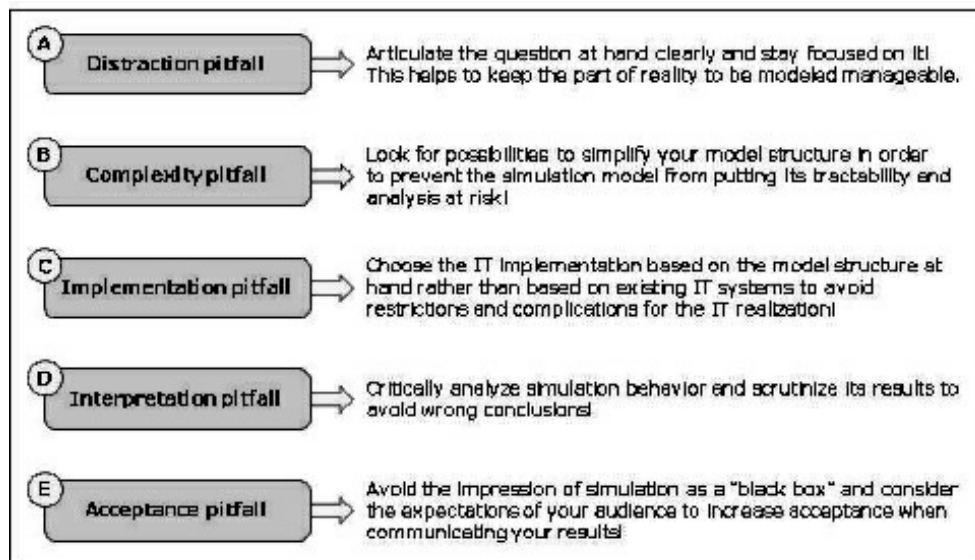 A
Distraction pitfall
Articulate the question at hand clearly and stay focused on it!
This helps to keep the part of reality to be modeled manageable.
B
Complexity pitfall
Look for possibilities to simplify your model structure in order
to prevent the simulation model from putting its tractability and
analysis at risk!
C
Implementation pitfall
Choose the IT implementation based on the model structure at
hand rather than based on existing IT systems to avoid
restrictions and complications for the IT realization!
D
Interpretation pitfall
Critically analyze simulation behavior and scrutinize its results to
avoid wrong conclusions!
E
Acceptance pitfall
Avoid the impression of simulation as a "black box" and consider
the expectations of your audience to increase acceptance when
communicating your results!